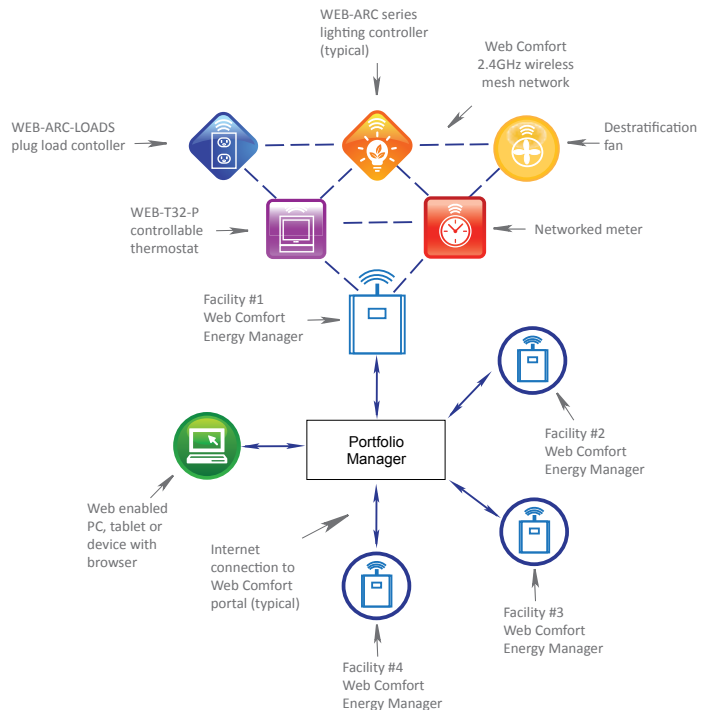 WEB-ARC series
lighting controller
(typical)
Web Comfort
2.4GHz wireless
mesh network
WEB-ARC-LOADS
plug load contoller
Destratification
fan
WEB-T32-P
controllable
thermostat
Networked meter
Facility #1
Web Comfort
Energy Manager
Portfolio
Manager
Facility #2
Web Comfort
Energy Manager
Web enabled
PC, tablet or
device with
browser
Internet
connection to
Web Comfort
portal (typical)
Facility #3
Web Comfort
Energy Manager
Facility #4
Web Comfort
Energy Manager